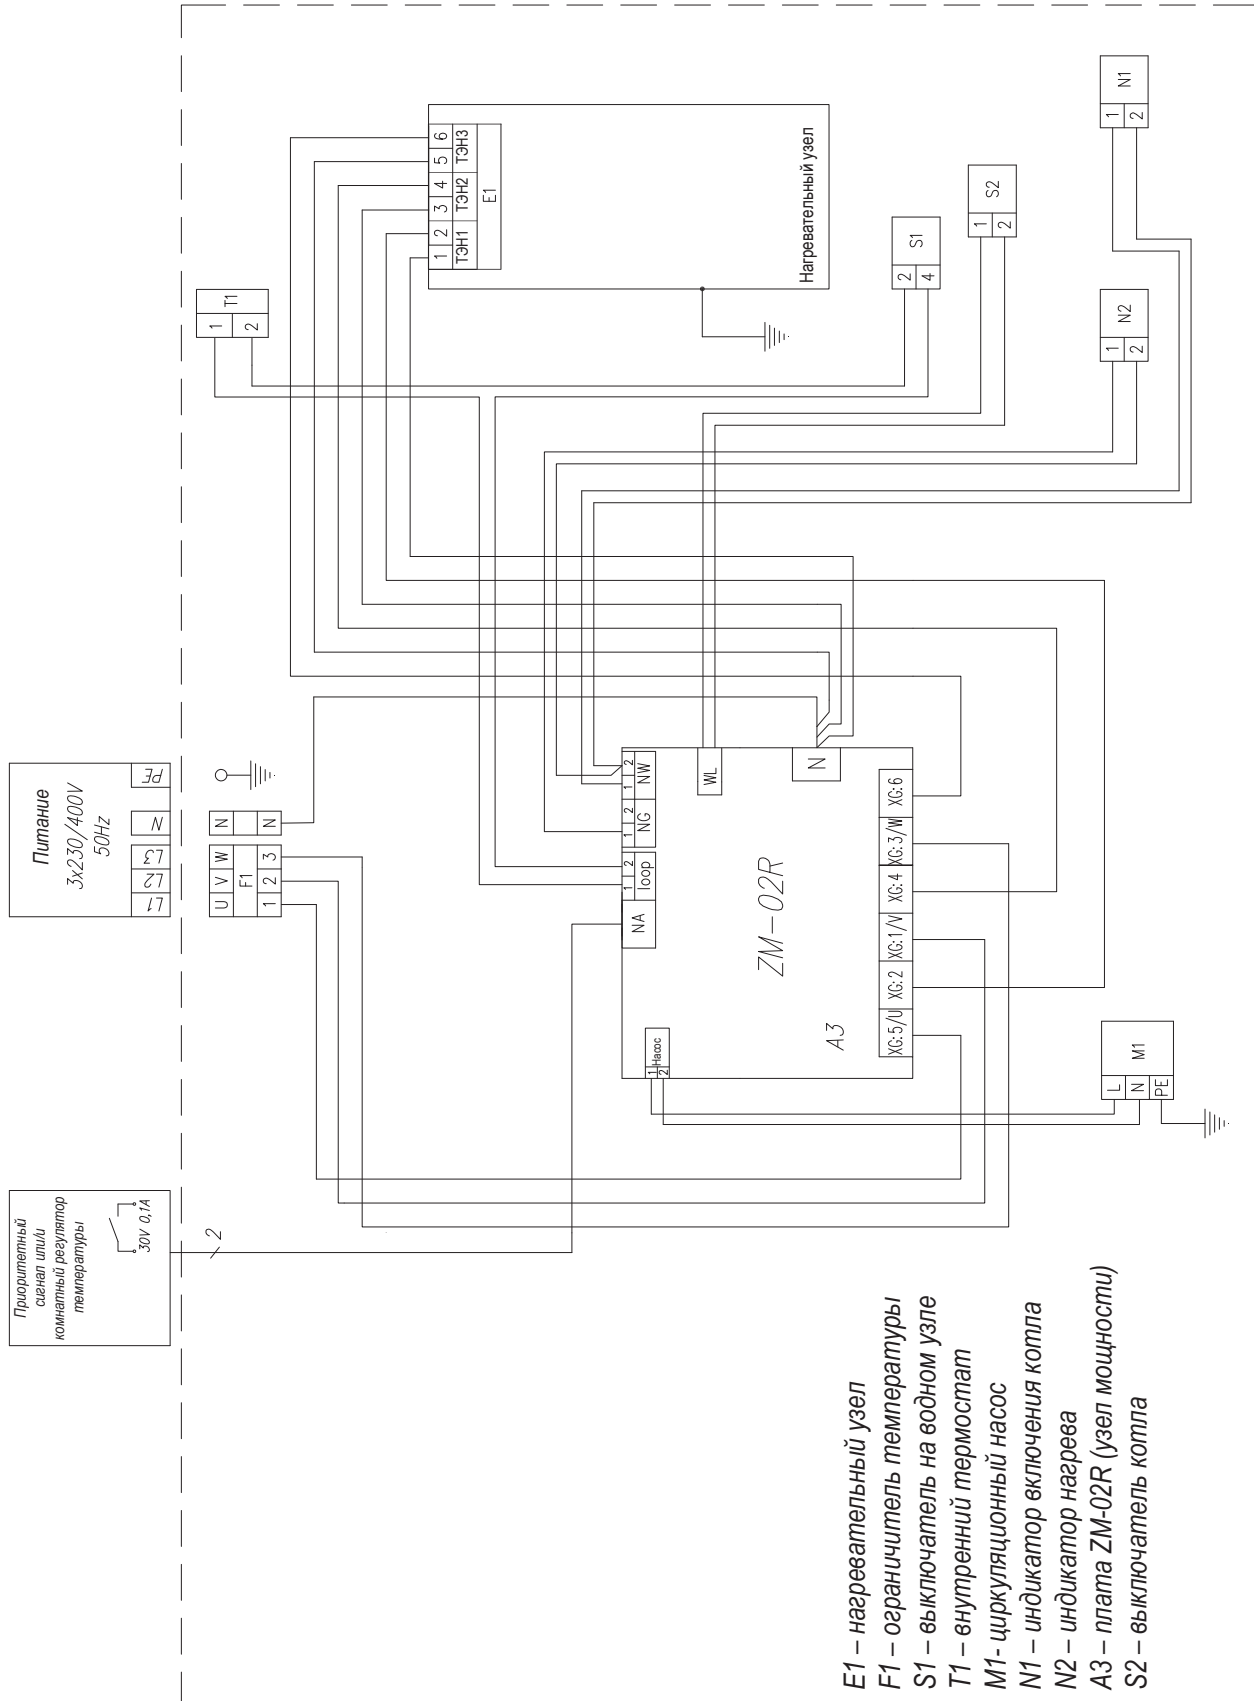 Приоритетный
сигнал или/и
комнатный регулятор
температуры
30V 0,1A
2
Питание
3x230/400V
50Hz
L1 L2 L3 N PE
U V W N
F1
1 2 3 N
T1
1
2
1 2 3 4 5 6
ТЭН1 ТЭН2 ТЭН3
E1
Нагревательный узел
S1
2
4
S2
1
2
N1
1
2
N2
1
2
NA
1 2
loop
1 2
NG
1 2
NW
WL
N
ZM-02R
A3
1 2
Насос
XG:5/U XG:2 XG:1/V XG:4 XG:3/W XG:6
M1
L
N
PE
E1 – нагревательный узел
F1 – ограничитель температуры
S1 – выключатель на водном узле
T1 – внутренний термостат
M1- циркуляционный насос
N1 – индикатор включения котла
N2 – индикатор нагрева
A3 – плата ZM-02R (узел мощности)
S2 – выключатель котла